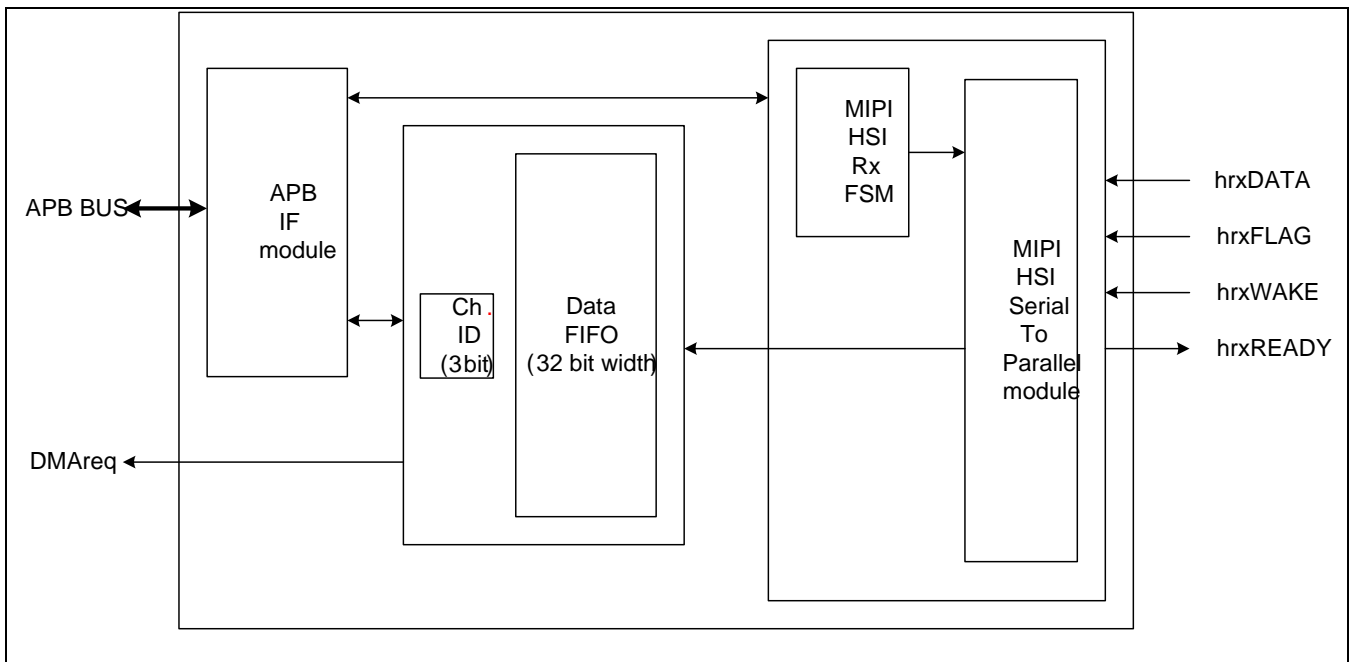 APB BUS
DMAreq
APB
IF
module
Ch .
ID
(3bit)
Data
FIFO
(32 bit width)
MIPI
HSI
Rx
FSM
MIPI
HSI
Serial
To
Parallel
module
hrxDATA
hrxFLAG
hrxWAKE
hrxREADY